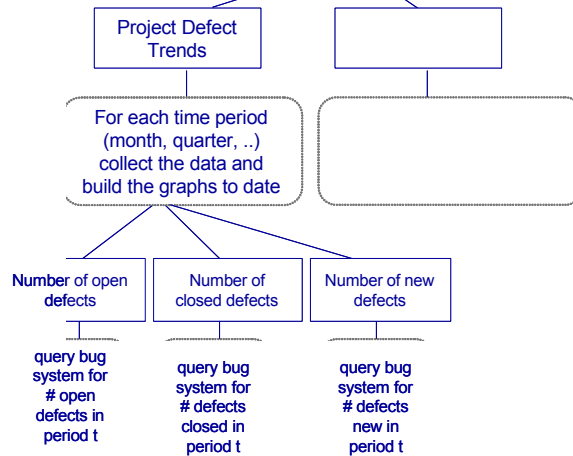 Project Defect
Trends
For each time period
(month, quarter, ..)
collect the data and
build the graphs to date
Number of open
defects
Number of
closed defects
Number of new
defects
query bug
system for
# open
defects in
period t
query bug
system for
# defects
closed in
period t
query bug
system for
# defects
new in
period t